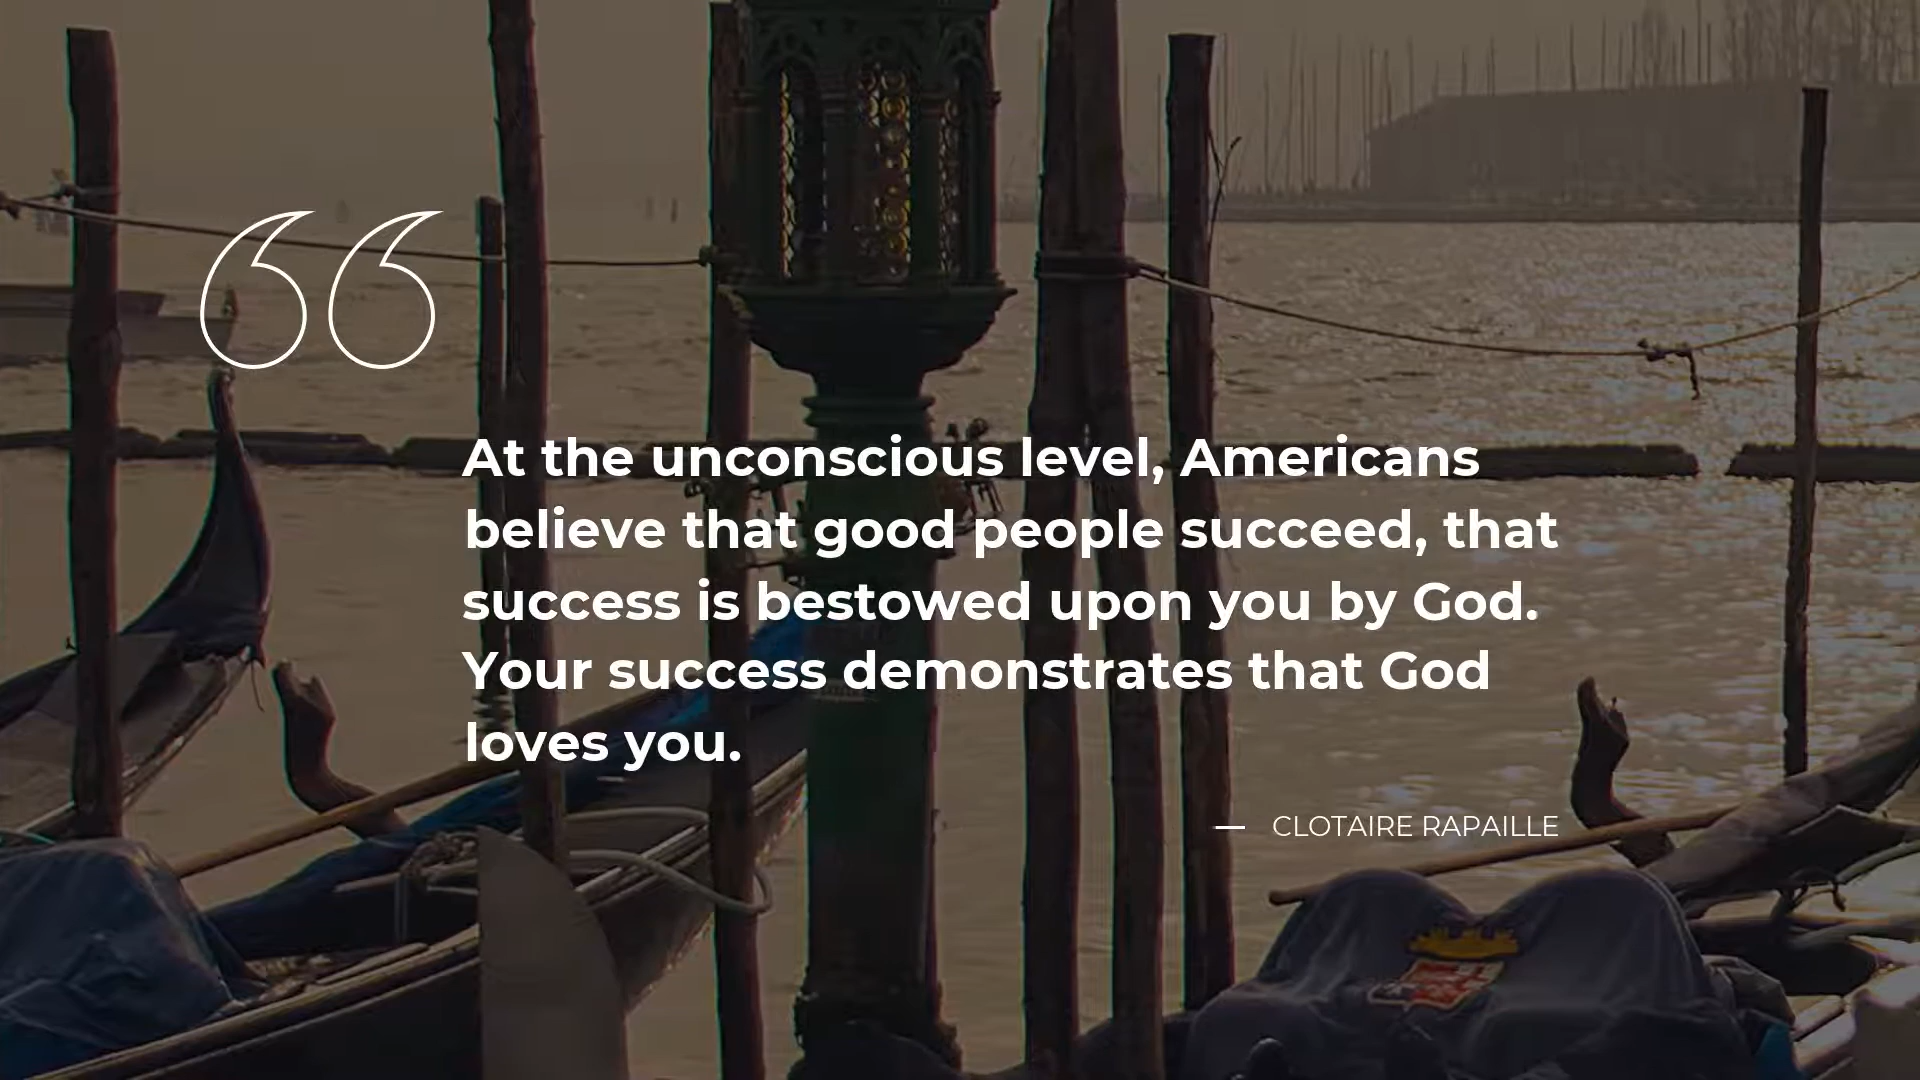 At the unconscious level, Americans
believe that good people succeed, that
success is bestowed upon you by God.
Your success demonstrates that God
loves you.
— CLOTAIRE RAPAILLE